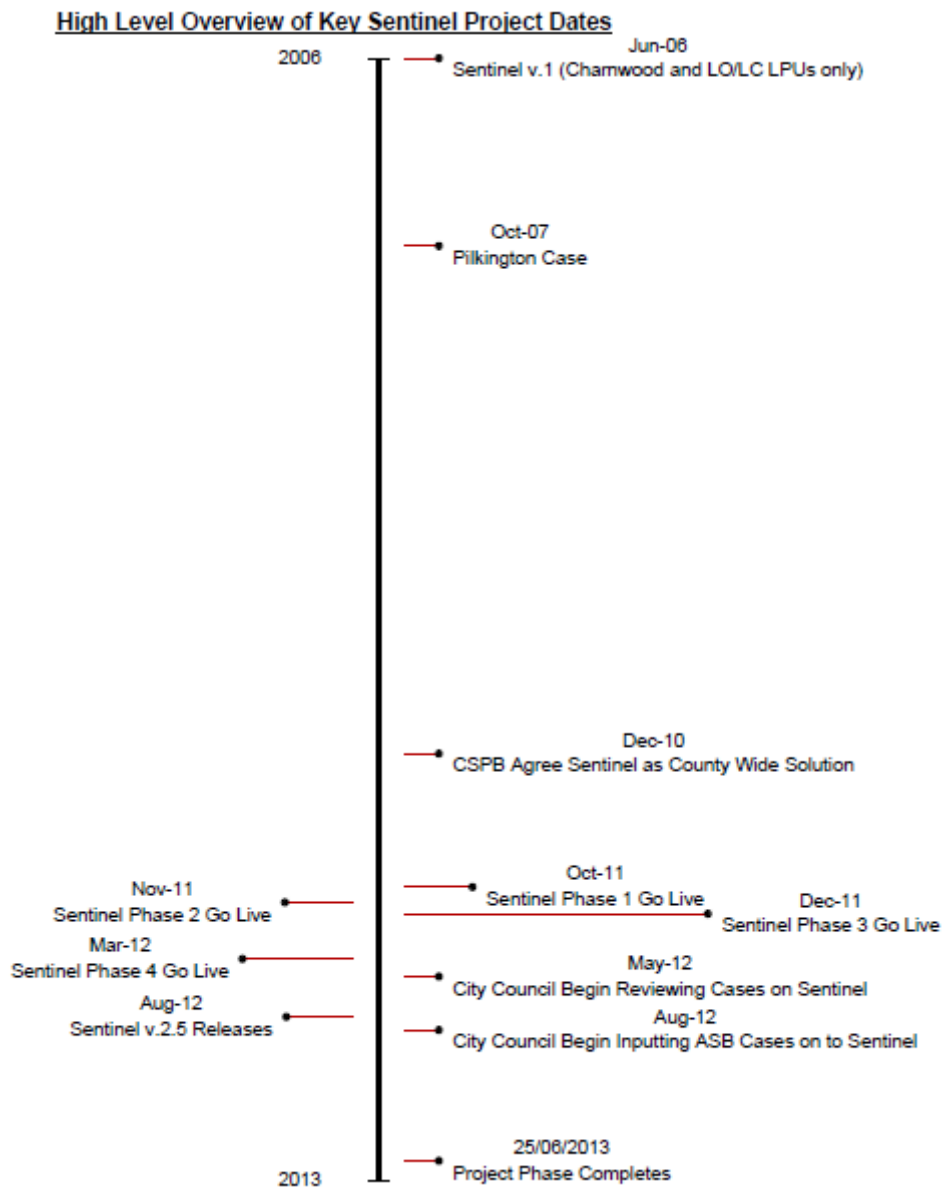 High Level Overview of Key Sentinel Project Dates
2006
Jun-06
Sentinel v.1 (Charnwood and LO/LC LPUs only)
Oct-07
Pilkington Case
Dec-10
CSPB Agree Sentinel as County Wide Solution
Oct-11
Sentinel Phase 1 Go Live
Nov-11
Sentinel Phase 2 Go Live
Dec-11
Sentinel Phase 3 Go Live
Mar-12
Sentinel Phase 4 Go Live
May-12
City Council Begin Reviewing Cases on Sentinel
Aug-12
Sentinel v.2.5 Releases
Aug-12
City Council Begin Inputting ASB Cases on to Sentinel
25/06/2013
Project Phase Completes
2013